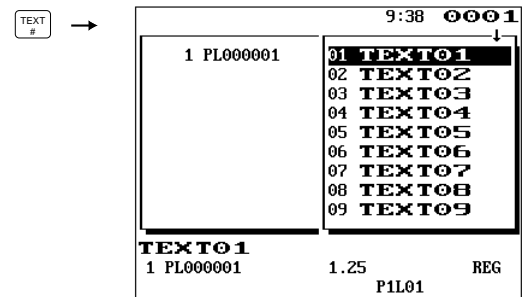 TEXT
#
9:38 0001
1 PL000001
01 TEXT01
02 TEXT02
03 TEXT03
04 TEXT04
05 TEXT05
06 TEXT06
07 TEXT07
08 TEXT08
09 TEXT09
TEXT01
1 PL000001 1.25 REG
P1L01